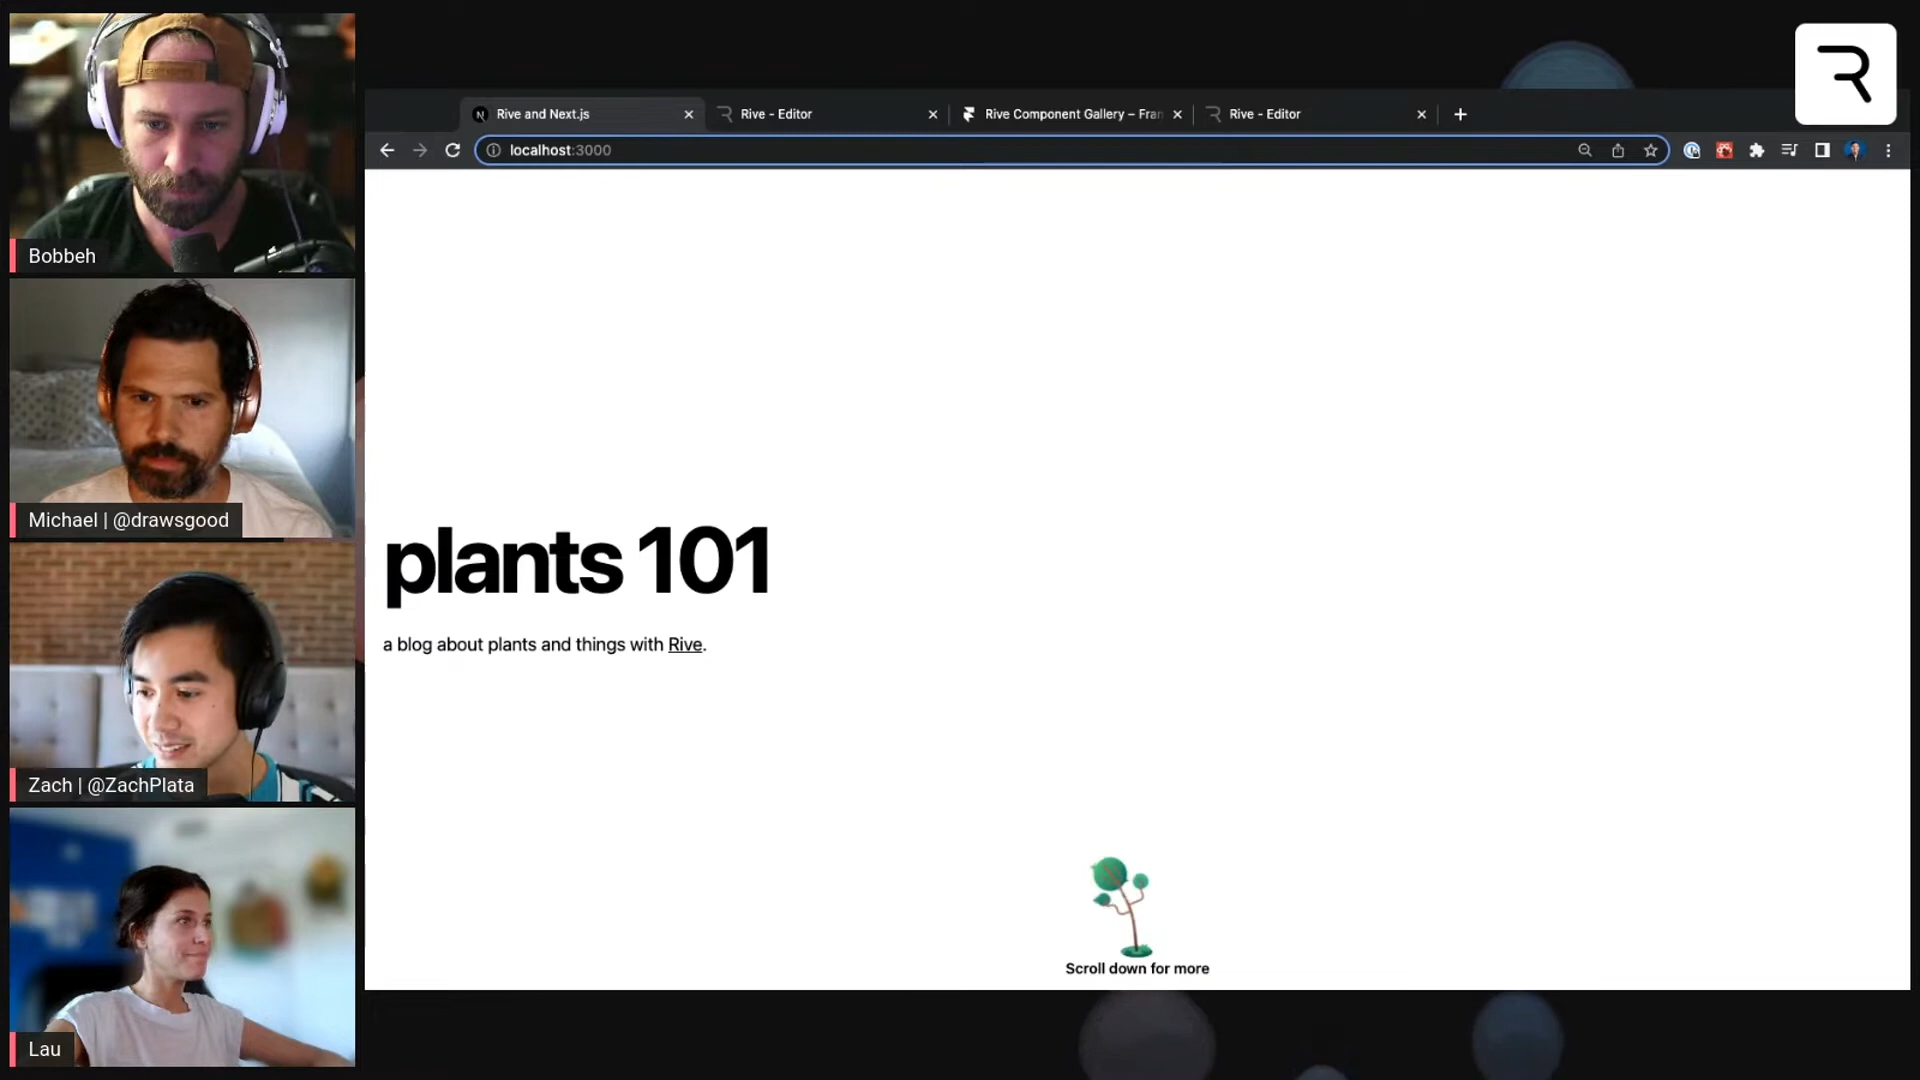 Bobbeh
Michael | @drawsgood
Zach | @ZachPlata
Lau
Rive and Next.js
Rive - Editor
Rive Component Gallery – Fran
Rive - Editor
localhost:3000
plants 101
a blog about plants and things with Rive.
Scroll down for more